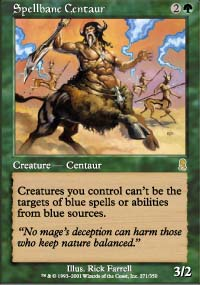 Spellbane Centaur 2
Creature — Centaur
Creatures you control can't be the
targets of blue spells or abilities
from blue sources.
"No mage's deception can harm those
who keep nature balanced."
Illus. Rick Farrell
™ & © 1993–2001 Wizards of the Coast, Inc. 271/350
3/2